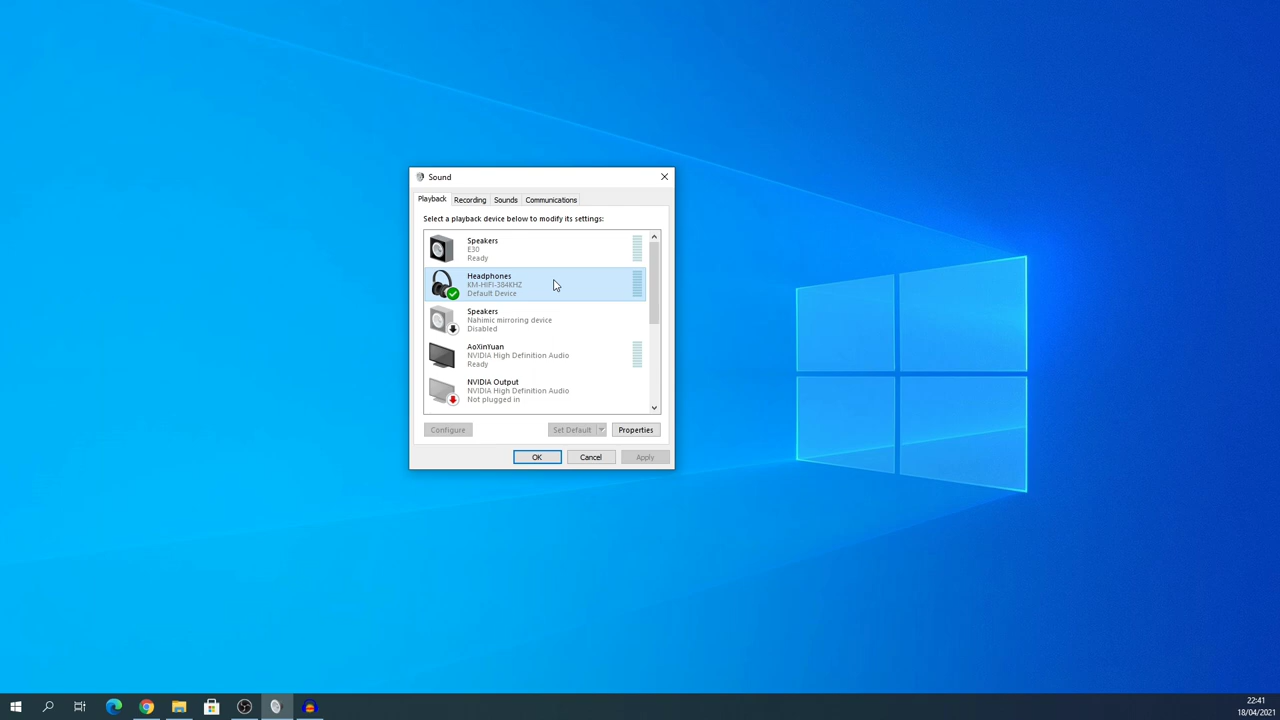 Sound
Playback
Recording
Sounds
Communications
Select a playback device below to modify its settings:
Speakers
E30
Ready
Headphones
KM-HIFI-384KHZ
Default Device
Speakers
Nahimic mirroring device
Disabled
AoXinYuan
NVIDIA High Definition Audio
Ready
NVIDIA Output
NVIDIA High Definition Audio
Not plugged in
Configure
Set Default
Properties
OK
Cancel
Apply
22:41
18/04/2021